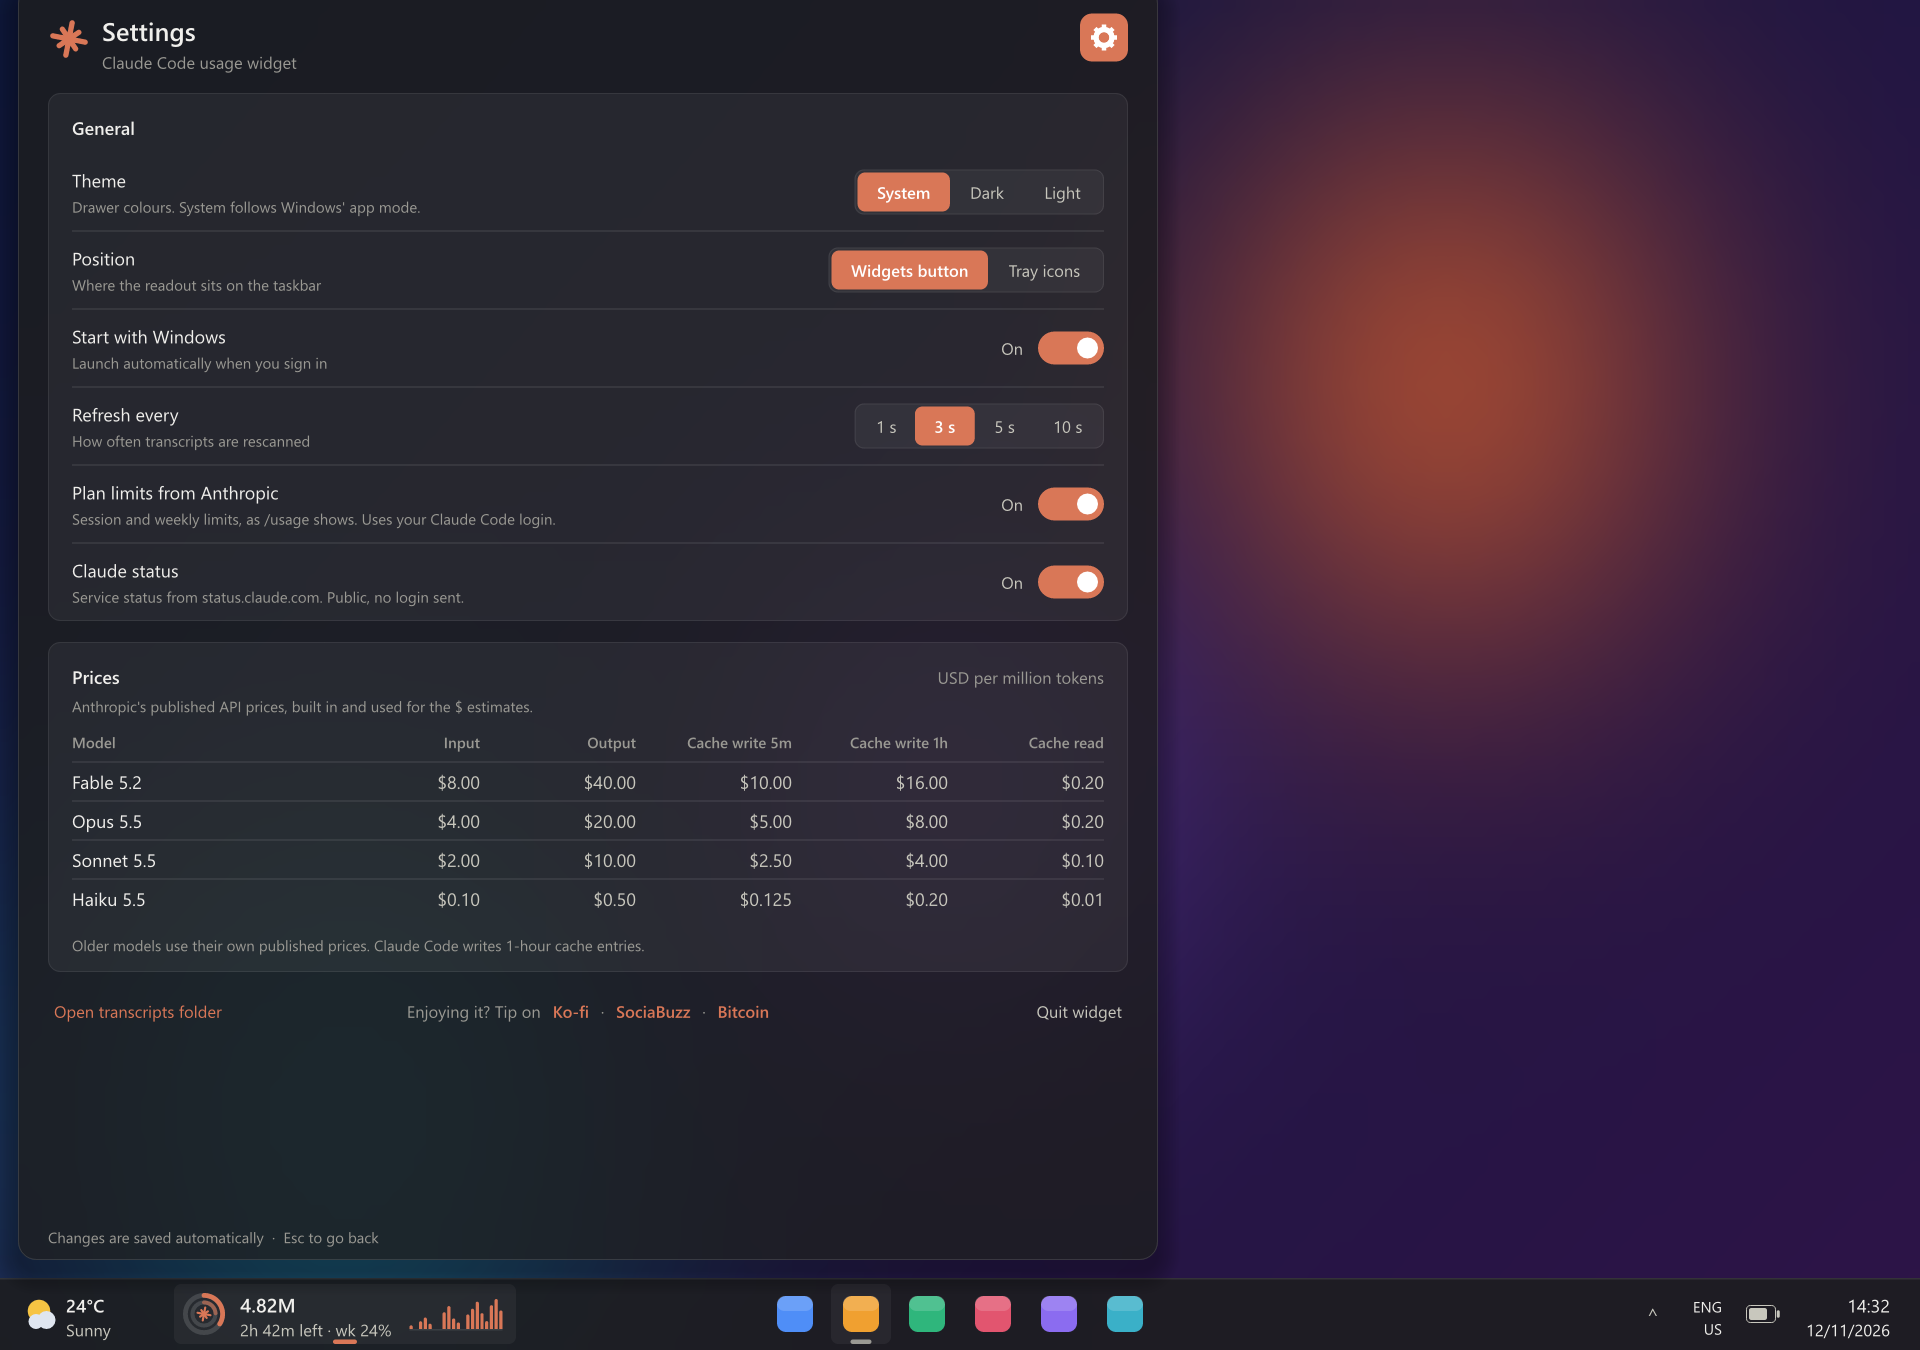 Settings
Claude Code usage widget
General
Theme
Drawer colours. System follows Windows' app mode.
System Dark Light
Position
Where the readout sits on the taskbar
Widgets button Tray icons
Start with Windows
Launch automatically when you sign in
On
Refresh every
How often transcripts are rescanned
1 s 3 s 5 s 10 s
Plan limits from Anthropic
Session and weekly limits, as /usage shows. Uses your Claude Code login.
On
Claude status
Service status from status.claude.com. Public, no login sent.
On
Prices USD per million tokens
Anthropic's published API prices, built in and used for the $ estimates.
Model Input Output Cache write 5m Cache write 1h Cache read
Fable 5.2 $8.00 $40.00 $10.00 $16.00 $0.20
Opus 5.5 $4.00 $20.00 $5.00 $8.00 $0.20
Sonnet 5.5 $2.00 $10.00 $2.50 $4.00 $0.10
Haiku 5.5 $0.10 $0.50 $0.125 $0.20 $0.01
Older models use their own published prices. Claude Code writes 1-hour cache entries.
Open transcripts folder Enjoying it? Tip on Ko-fi · SociaBuzz · Bitcoin Quit widget
Changes are saved automatically · Esc to go back
24°C
Sunny
4.82M
2h 42m left · wk 24%
ENG
US
14:32
12/11/2026